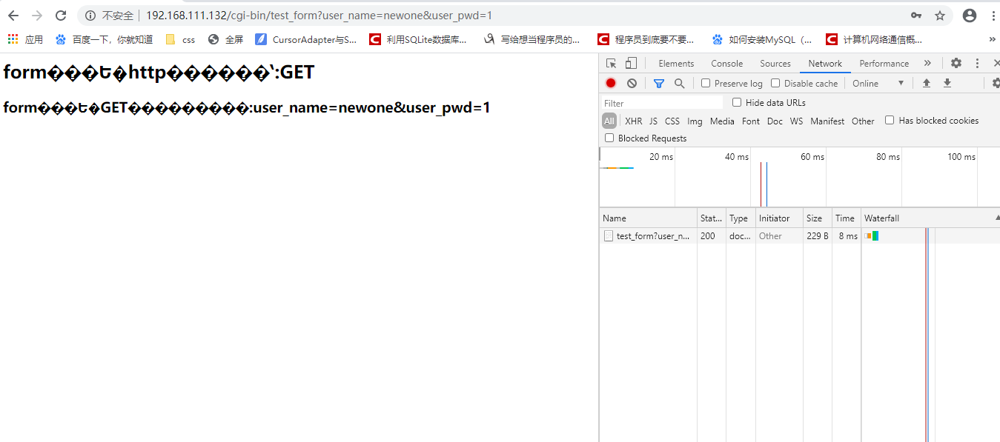 不安全 192.168.111.132/cgi-bin/test_form?user_name=newone&user_pwd=1
应用 百度一下，你就知道 css 全屏 CursorAdapter与S... 利用SQLite数据库... 写给想当程序员的... 程序员到底要不要... 如何安装MySQL（... 计算机网络通信概... »
form���Ե�http������ʽ:GET
form���Ե�GET���������:user_name=newone&user_pwd=1
Elements Console Sources Network Performance »
Preserve log Disable cache Online
Filter Hide data URLs
All XHR JS CSS Img Media Font Doc WS Manifest Other Has blocked cookies
Blocked Requests
20 ms 40 ms 60 ms 80 ms 100 ms
Name Stat... Type Initiator Size Time Waterfall
test_form?user_n... 200 doc... Other 229 B 8 ms